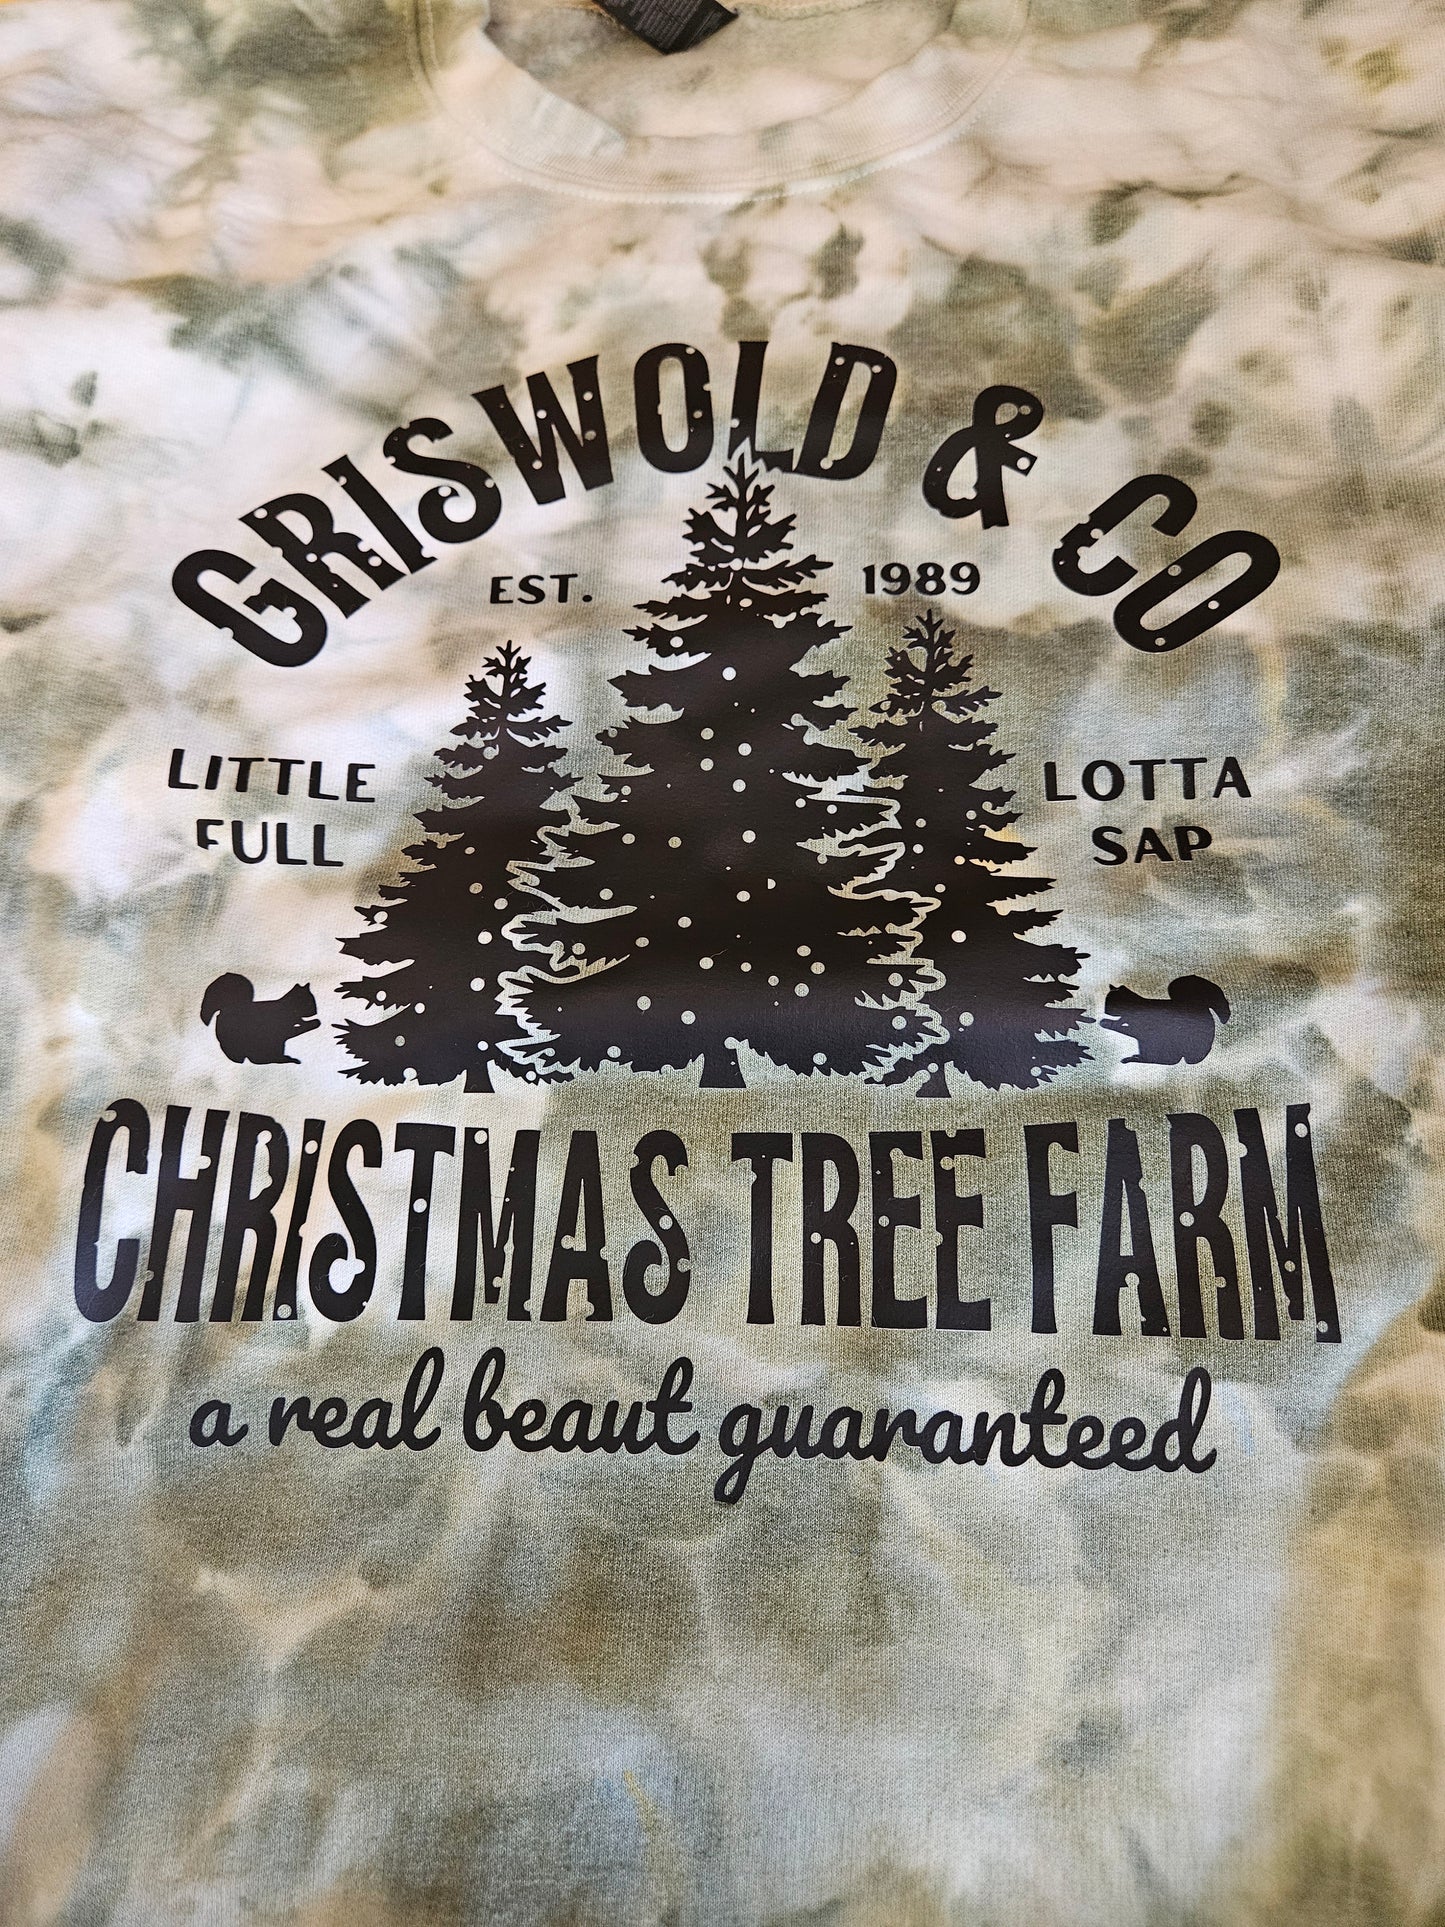 GRISWOLD & CO
EST. 1989
LITTLE FULL
LOTTA SAP
CHRISTMAS TREE FARM
a real beaut guaranteed